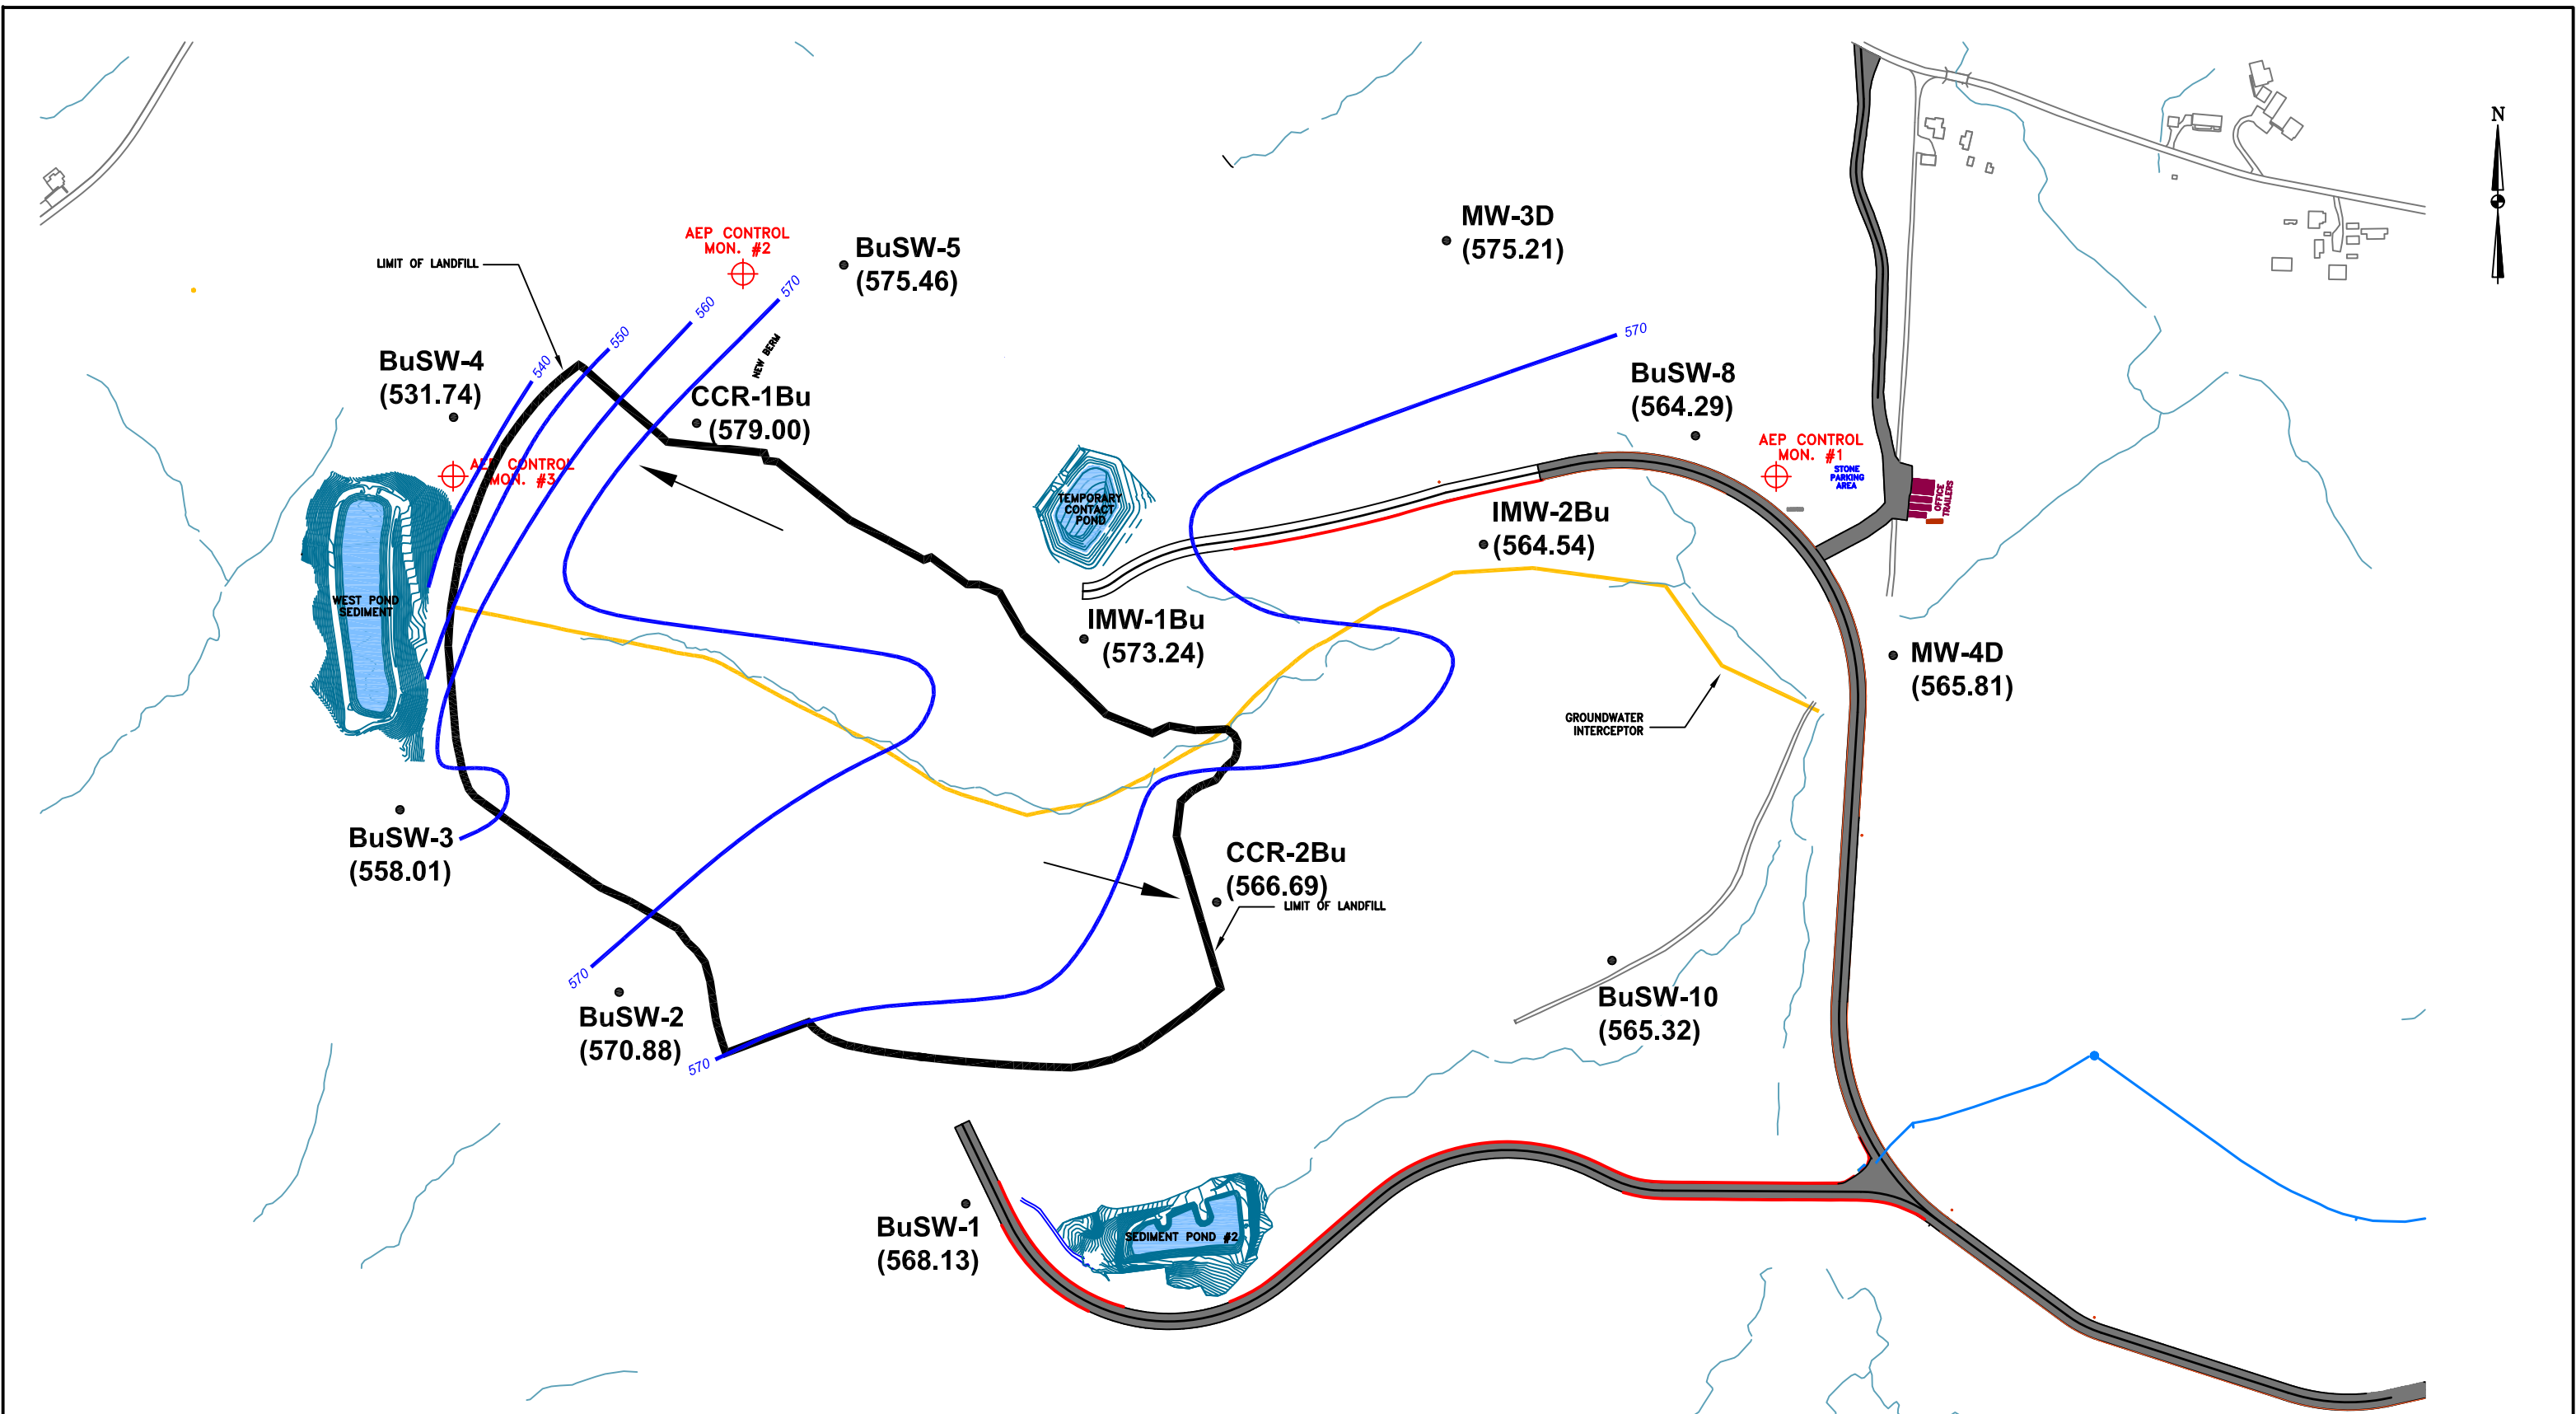 N
MW-3D
(575.21)
AEP CONTROL
MON. #2
BuSW-5
(575.46)
LIMIT OF LANDFILL
570
560
550
540
570
NEW BERM
BuSW-4
(531.74)
CCR-1Bu
(579.00)
BuSW-8
(564.29)
AEP CONTROL
MON. #1
STONE
PARKING
AREA
OFFICE
TRAILERS
AEP CONTROL
MON. #3
TEMPORARY
CONTACT
POND
IMW-2Bu
(564.54)
WEST POND
SEDIMENT
IMW-1Bu
(573.24)
MW-4D
(565.81)
GROUNDWATER
INTERCEPTOR
BuSW-3
(558.01)
CCR-2Bu
(566.69)
LIMIT OF LANDFILL
570
BuSW-2
(570.88)
570
BuSW-10
(565.32)
BuSW-1
(568.13)
SEDIMENT POND #2